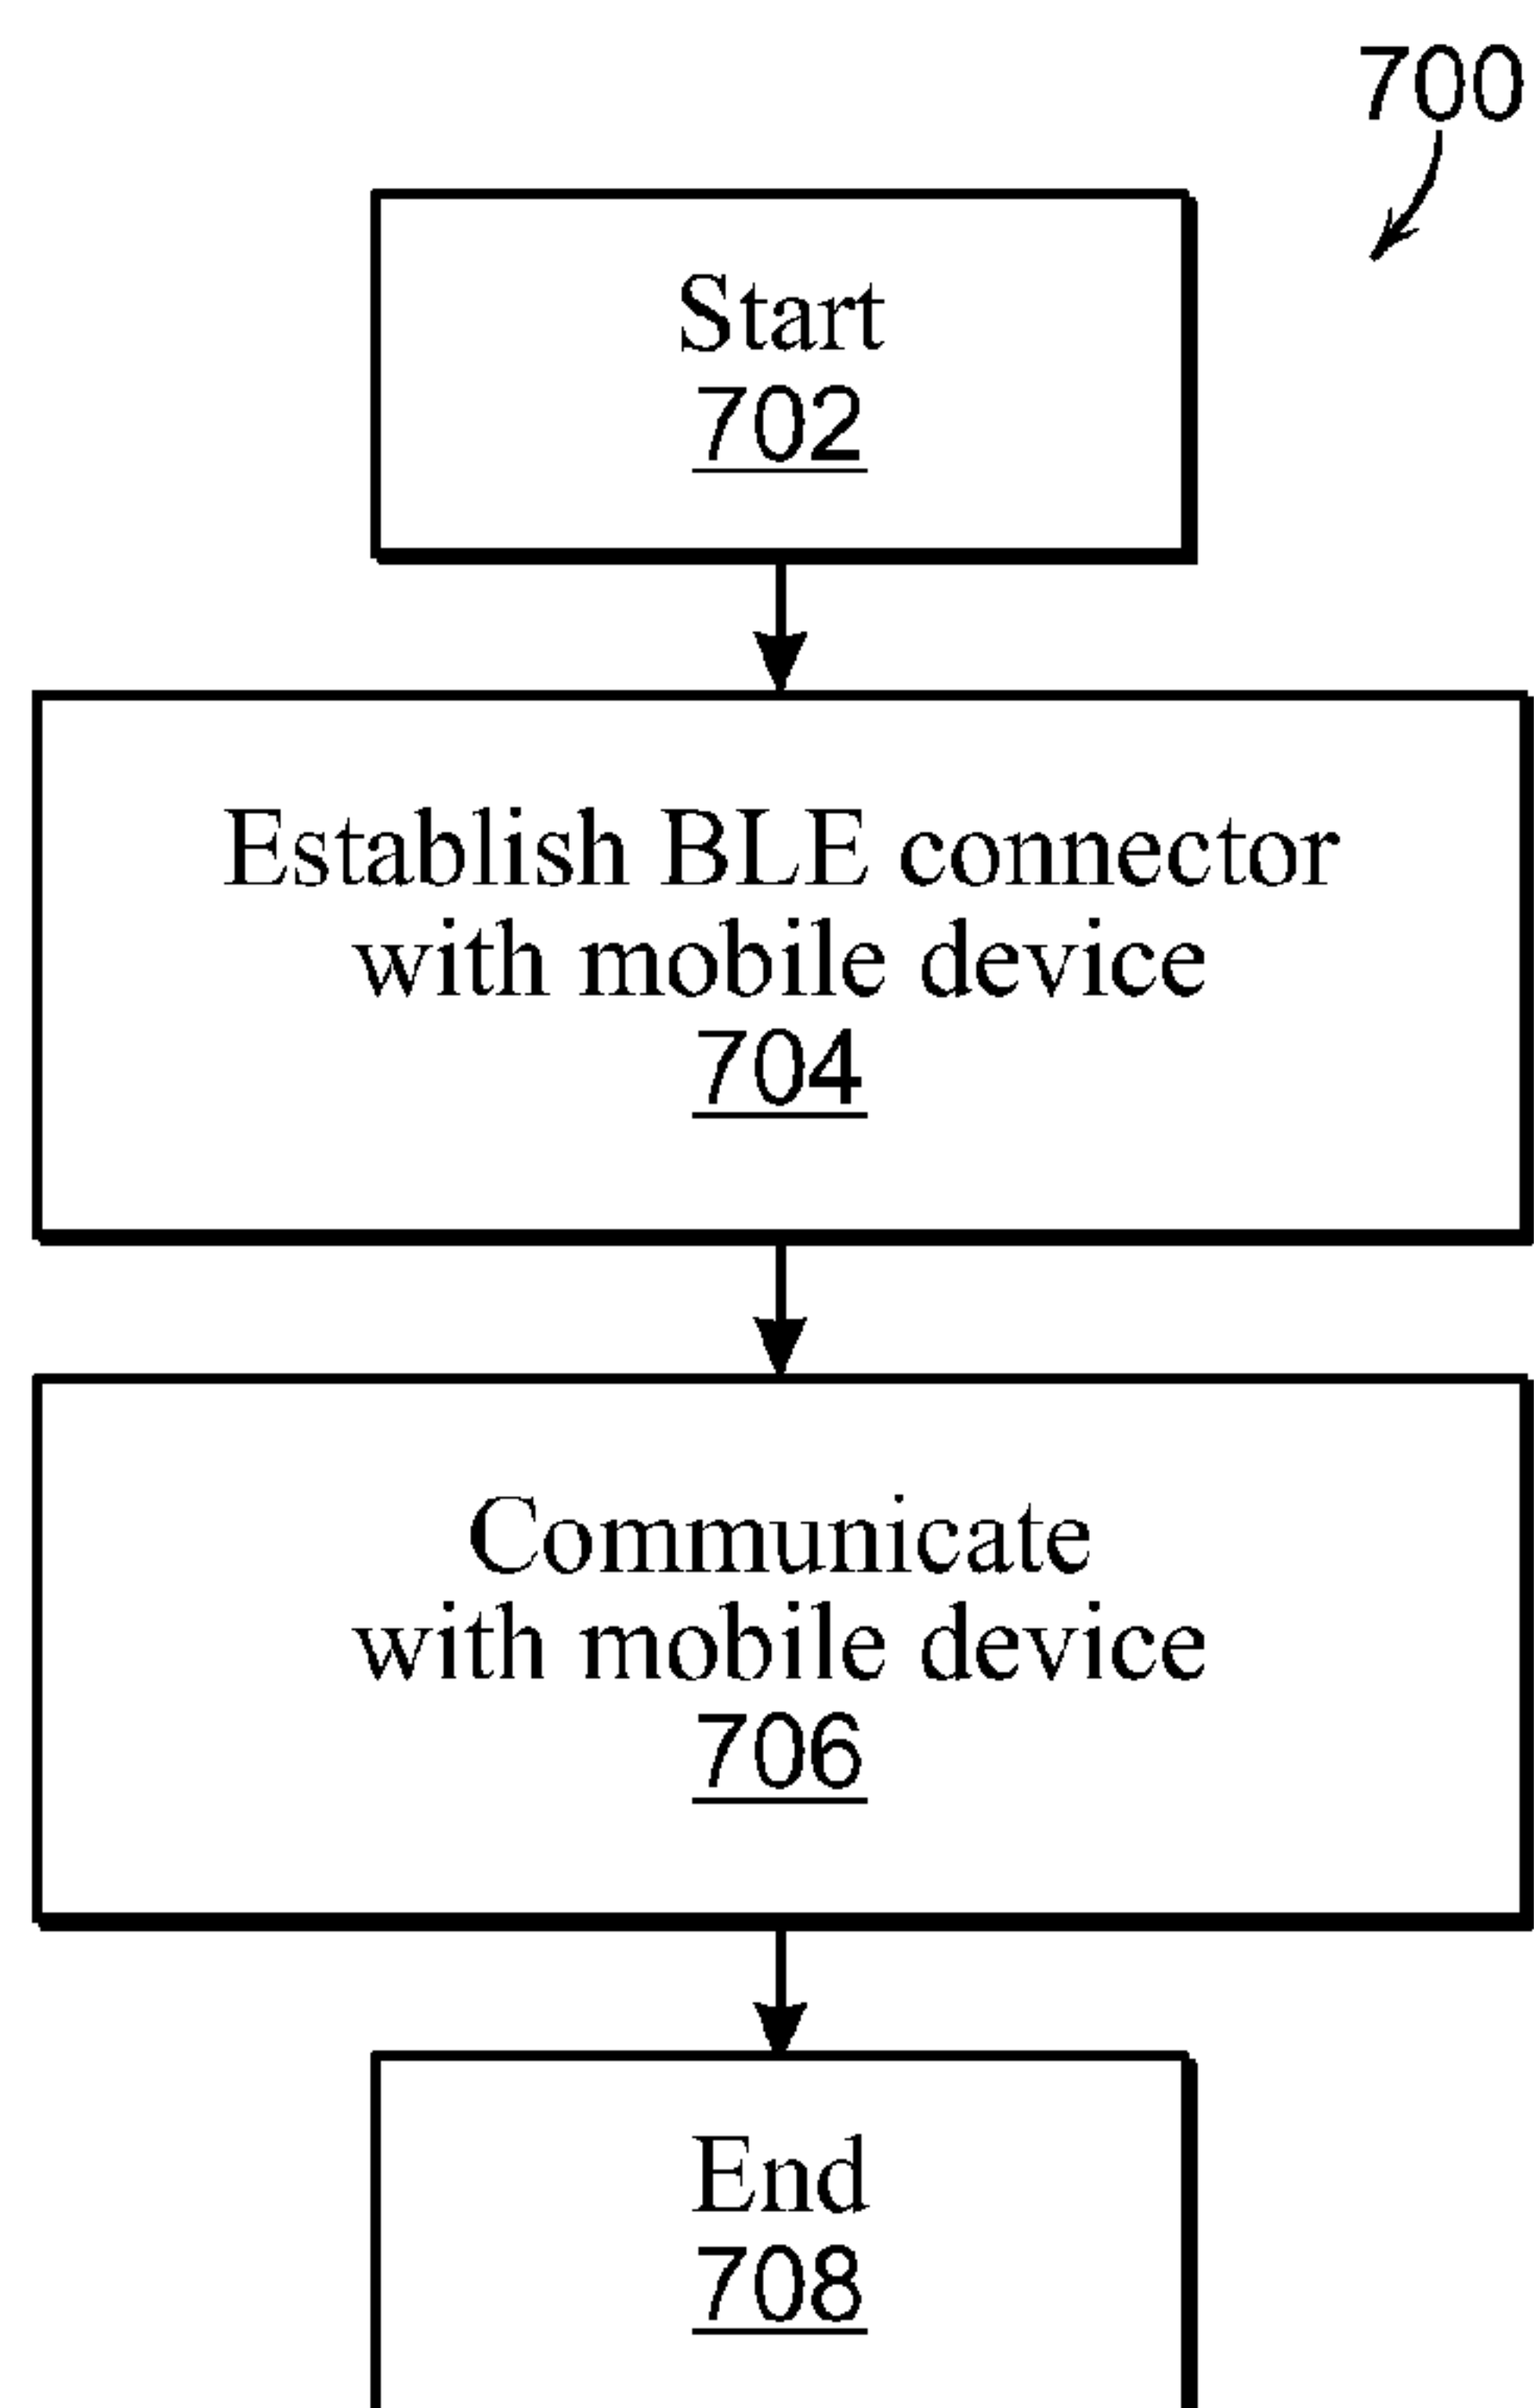 700
Start
702
Establish BLE connector
with mobile device
704
Communicate
with mobile device
706
End
708